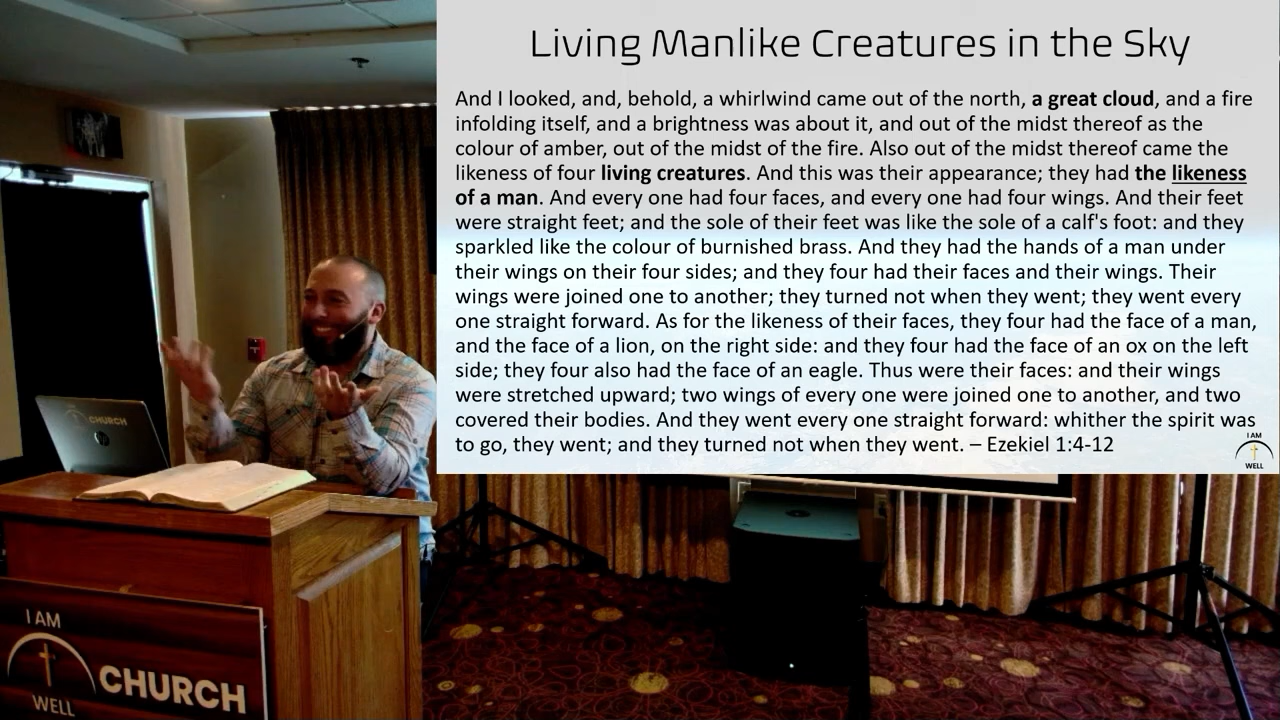 Living Manlike Creatures in the Sky
And I looked, and, behold, a whirlwind came out of the north, a great cloud, and a fire
infolding itself, and a brightness was about it, and out of the midst thereof as the
colour of amber, out of the midst of the fire. Also out of the midst thereof came the
likeness of four living creatures. And this was their appearance; they had the likeness
of a man. And every one had four faces, and every one had four wings. And their feet
were straight feet; and the sole of their feet was like the sole of a calf's foot: and they
sparkled like the colour of burnished brass. And they had the hands of a man under
their wings on their four sides; and they four had their faces and their wings. Their
wings were joined one to another; they turned not when they went; they went every
one straight forward. As for the likeness of their faces, they four had the face of a man,
and the face of a lion, on the right side: and they four had the face of an ox on the left
side; they four also had the face of an eagle. Thus were their faces: and their wings
were stretched upward; two wings of every one were joined one to another, and two
covered their bodies. And they went every one straight forward: whither the spirit was
to go, they went; and they turned not when they went. – Ezekiel 1:4-12
I AM
WELL
CHURCH
I AM
CHURCH
WELL